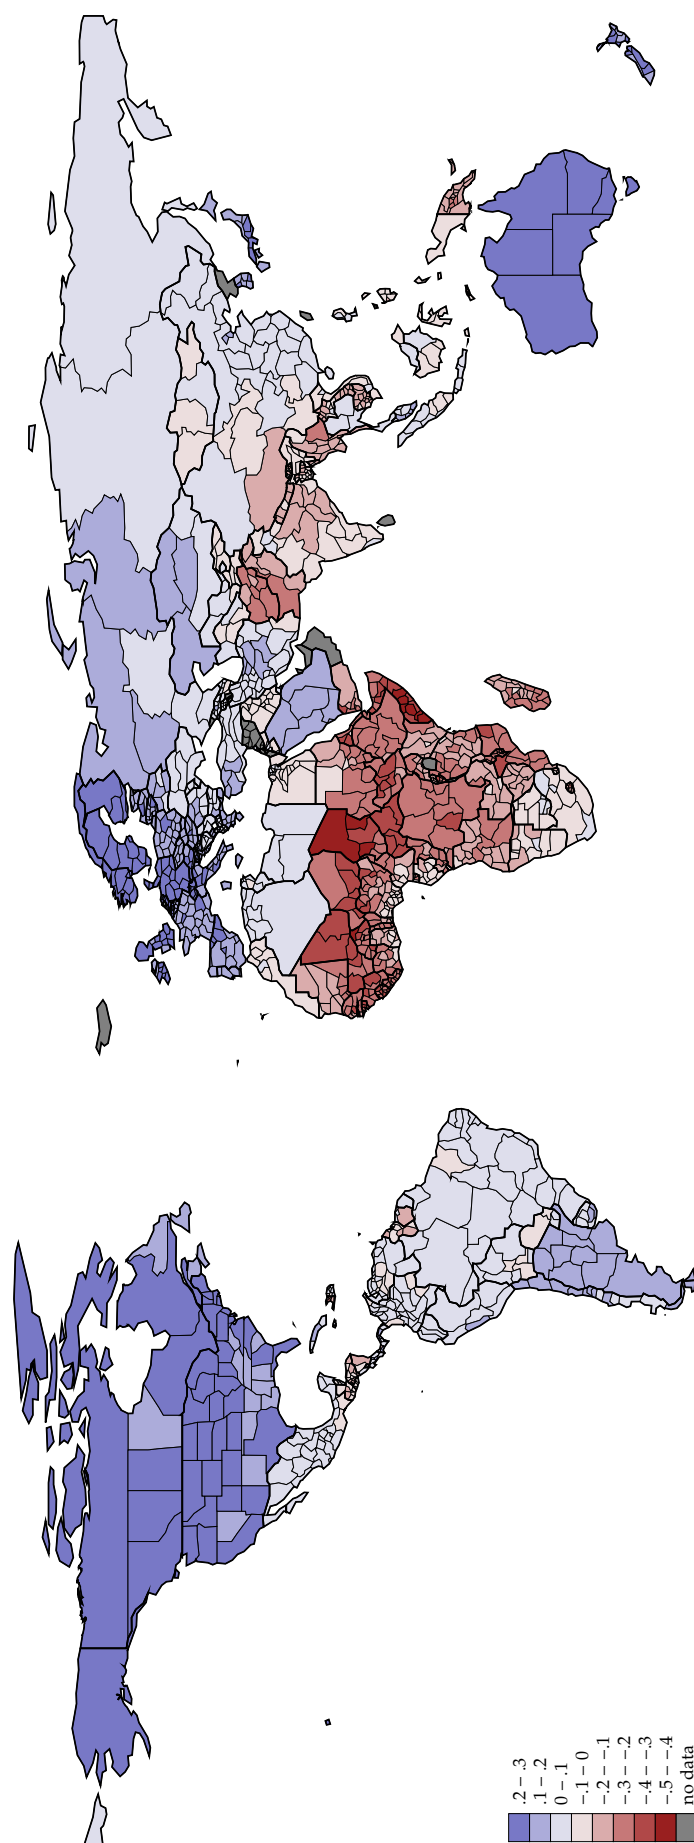 .2 – .3
.1 – .2
0 – .1
–.1 – 0
–.2 – –.1
–.3 – –.2
–.4 – –.3
–.5 – –.4
no data